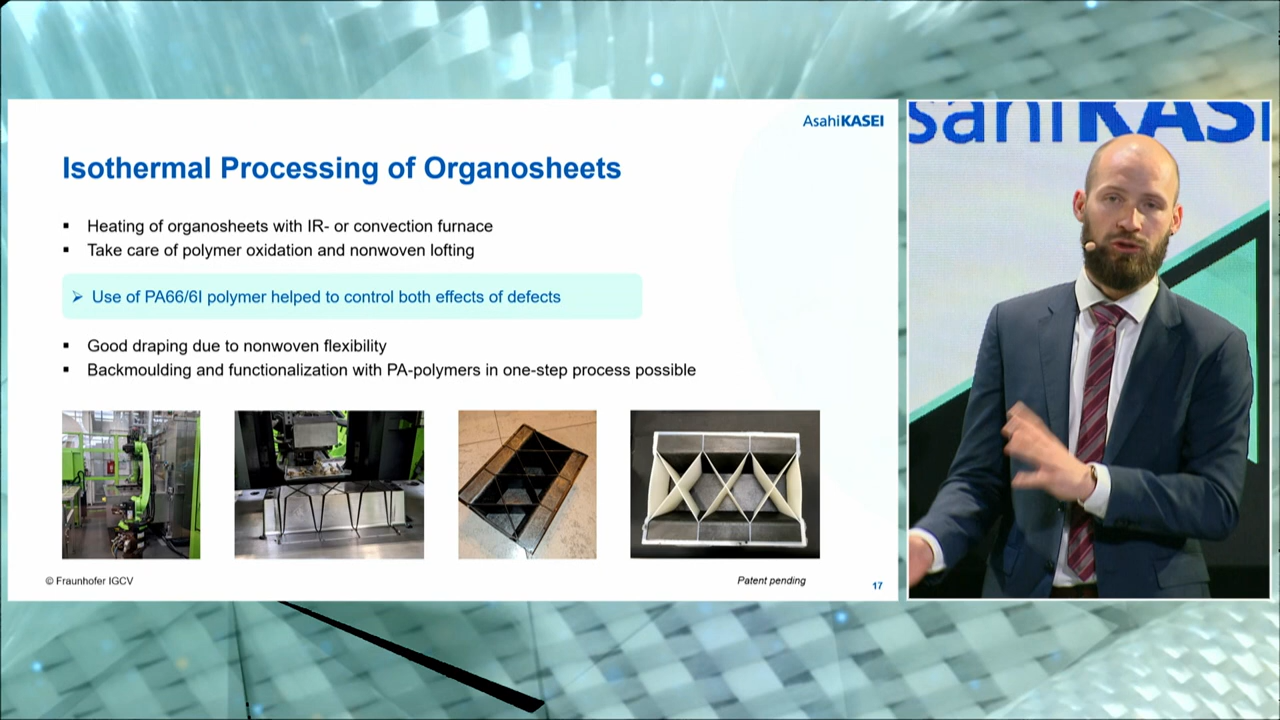 AsahiKASEI
Isothermal Processing of Organosheets
▪ Heating of organosheets with IR- or convection furnace
▪ Take care of polymer oxidation and nonwoven lofting
➢ Use of PA66/6I polymer helped to control both effects of defects
▪ Good draping due to nonwoven flexibility
▪ Backmoulding and functionalization with PA-polymers in one-step process possible
© Fraunhofer IGCV
Patent pending
17
sahiKASI